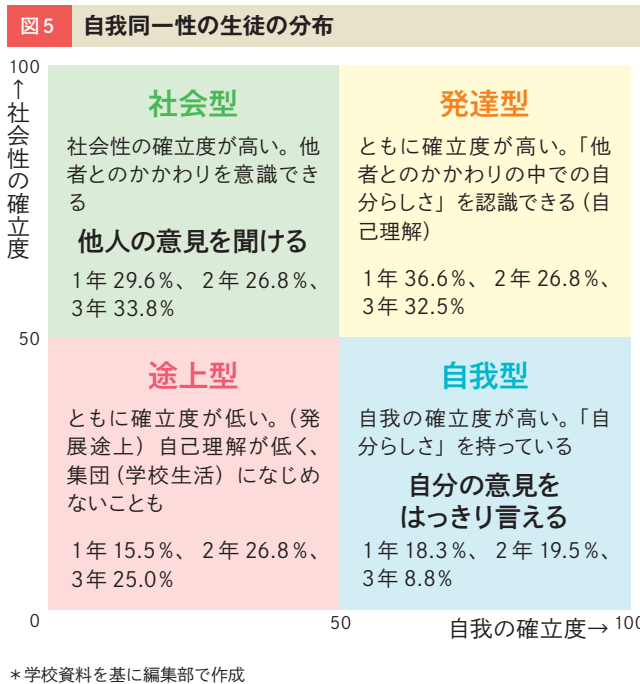 図5 自我同一性の生徒の分布
100
↑社会性の確立度
社会型
社会性の確立度が高い。他
者とのかかわりを意識でき
る
他人の意見を聞ける
1年 29.6%、 2年 26.8%、
3年 33.8%
発達型
ともに確立度が高い。「他
者とのかかわりの中での自
分らしさ」を認識できる（自
己理解）
1年 36.6%、 2年 26.8%、
3年 32.5%
50
途上型
ともに確立度が低い。（発
展途上）自己理解が低く、
集団（学校生活）になじめ
ないことも
1年 15.5%、 2年 26.8%、
3年 25.0%
自我型
自我の確立度が高い。「自
分らしさ」を持っている
自分の意見を
はっきり言える
1年 18.3%、 2年 19.5%、
3年 8.8%
0
50
自我の確立度→
100
＊学校資料を基に編集部で作成